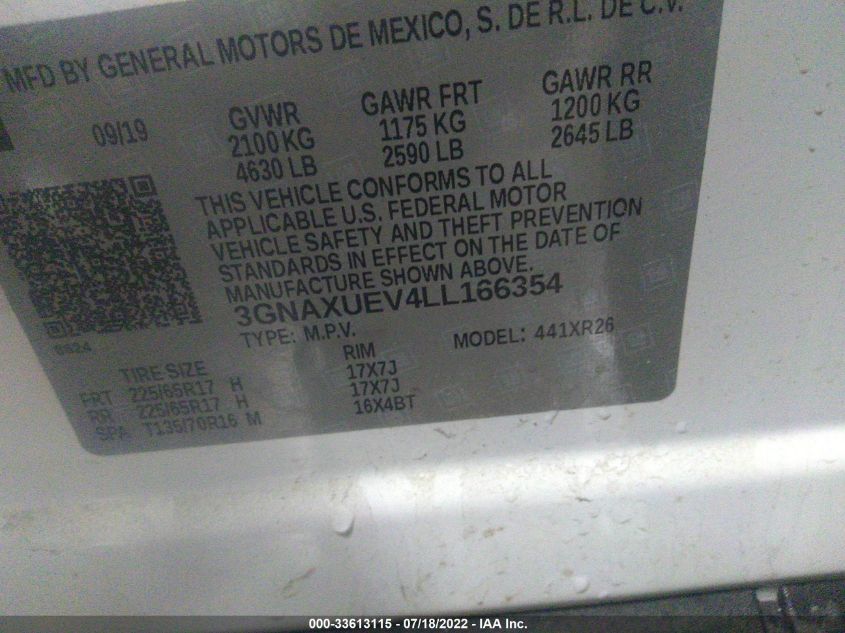 MFD BY GENERAL MOTORS DE MEXICO, S. DE R.L. DE C.V.
09/19 GVWR GAWR FRT GAWR RR
2100 KG 1175 KG 1200 KG
4630 LB 2590 LB 2645 LB
THIS VEHICLE CONFORMS TO ALL
APPLICABLE U.S. FEDERAL MOTOR
VEHICLE SAFETY AND THEFT PREVENTION
STANDARDS IN EFFECT ON THE DATE OF
MANUFACTURE SHOWN ABOVE.
3GNAXUEV4LL166354
TYPE: M.P.V. MODEL: 441XR26
TIRE SIZE RIM
FRT 225/65R17 H 17X7J
RR 225/65R17 H 17X7J
SPA T135/70R16 M 16X4BT
000-33613115 - 07/18/2022 - IAA Inc.